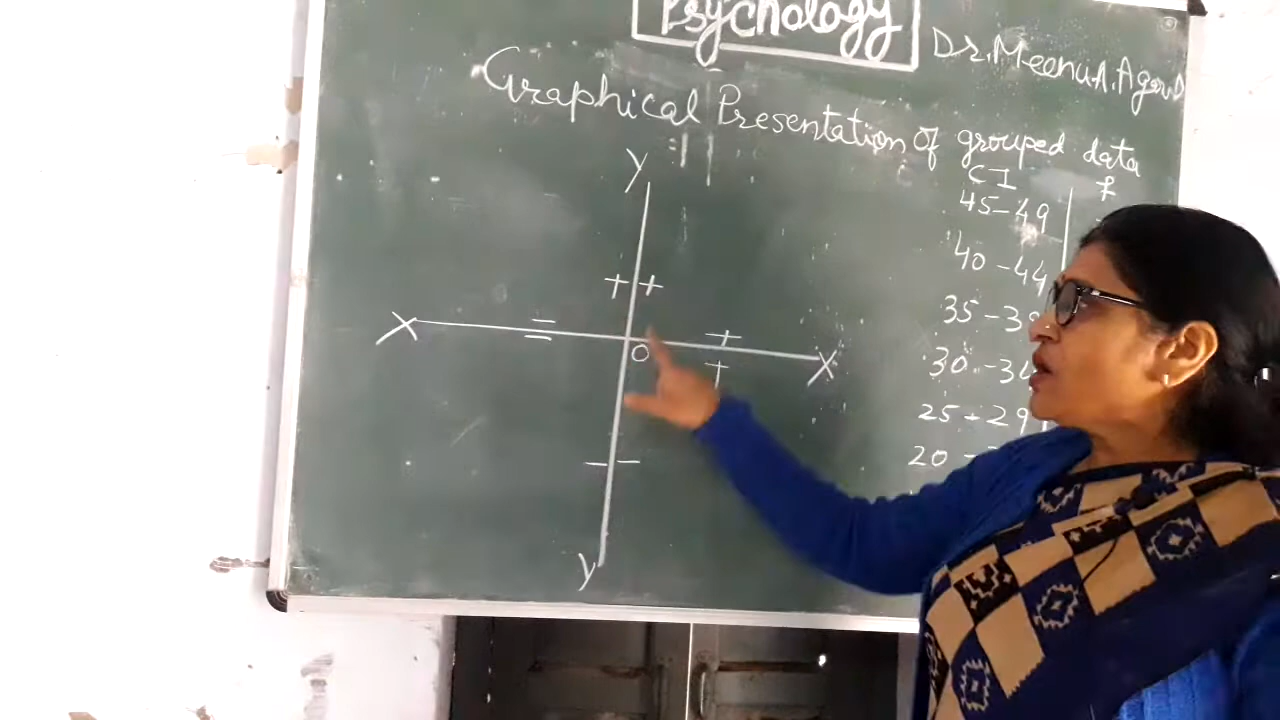 Psychology
Dr. Meenu A. Agarwal
Graphical Presentation Of grouped data
CI f
45-49
40-44
35-39
30-34
25-29
20-
Y
+ +
X - + X
- O +
- -
Y